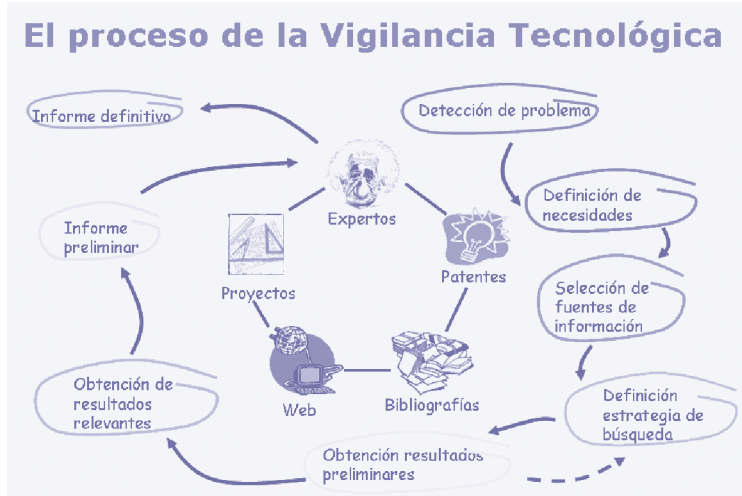 El proceso de la Vigilancia Tecnológica
Informe definitivo
Detección de problema
Expertos
Definición de
necesidades
Informe
preliminar
Patentes
Proyectos
Selección de
fuentes de
información
Obtención de
resultados
relevantes
Web
Bibliografías
Definición
estrategia de
búsqueda
Obtención resultados
preliminares